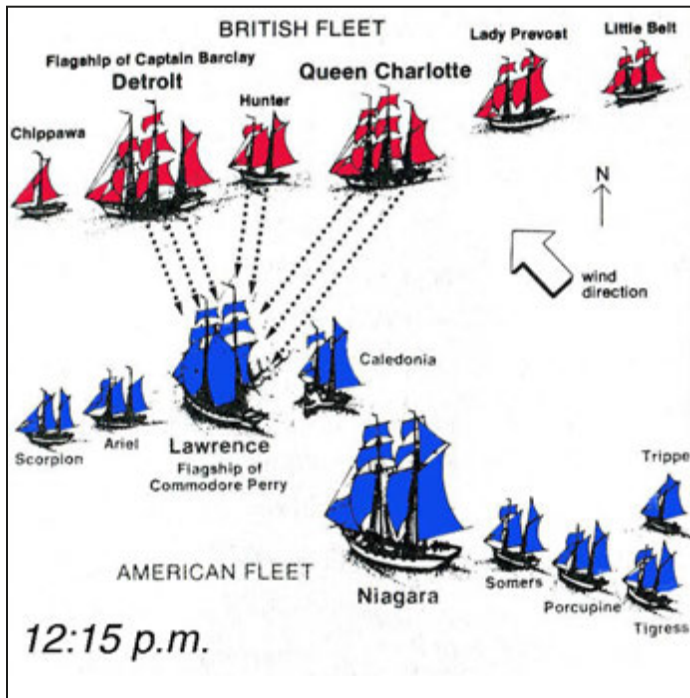 BRITISH FLEET
Lady Prevost
Little Belt
Flagship of Captain Barclay
Detroit
Queen Charlotte
Hunter
Chippawa
N
wind
direction
Caledonia
Scorpion
Ariel
Lawrence
Flagship of
Commodore Perry
Trippe
AMERICAN FLEET
Niagara
Somers
Porcupine
Tigress
12:15 p.m.